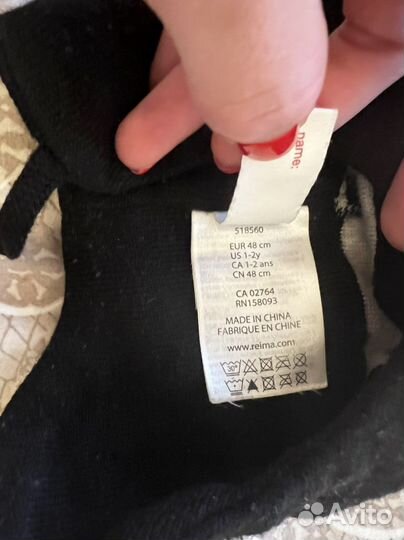 name:
518560
EUR 48 cm
US 1-2y
CA 1-2 ans
CN 48 cm
CA 02764
RN158093
MADE IN CHINA
FABRIQUE EN CHINE
www.reima.com
30°
Avito